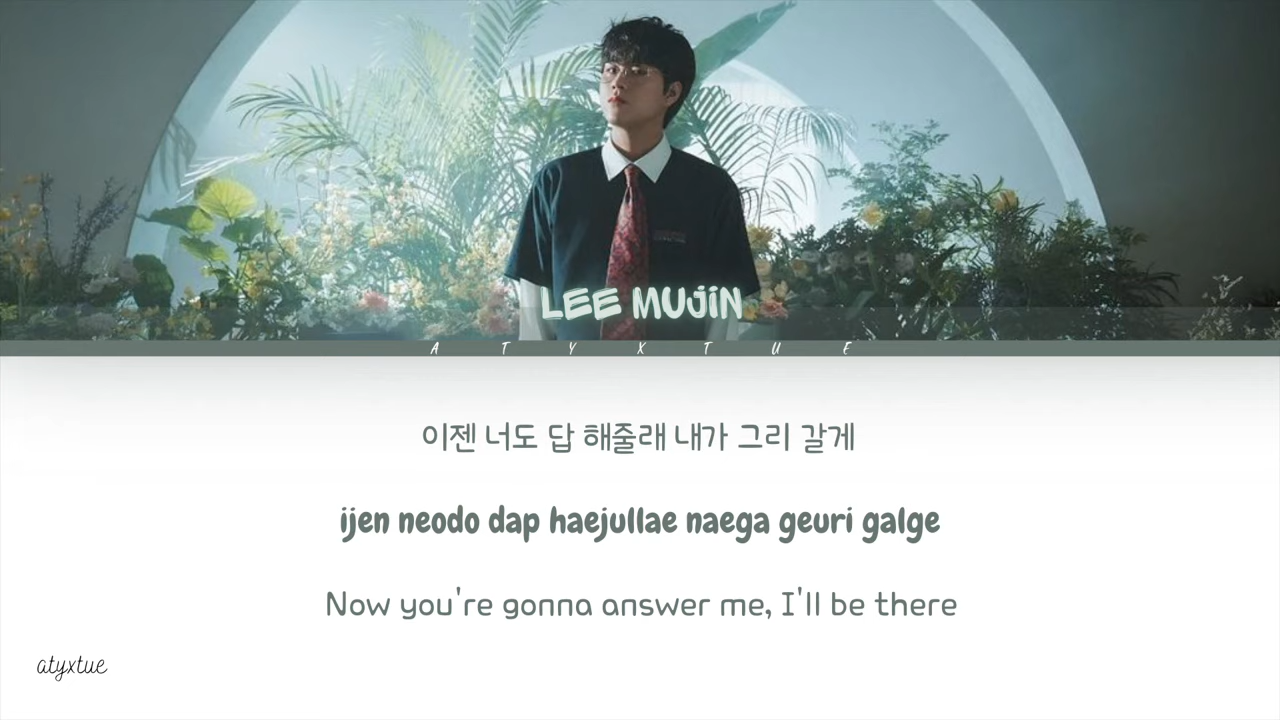 LEE MUJIN
A T Y X T U E
이젠 너도 답 해줄래 내가 그리 갈게
ijen neodo dap haejullae naega geuri galge
Now you're gonna answer me, I'll be there
atyxtue